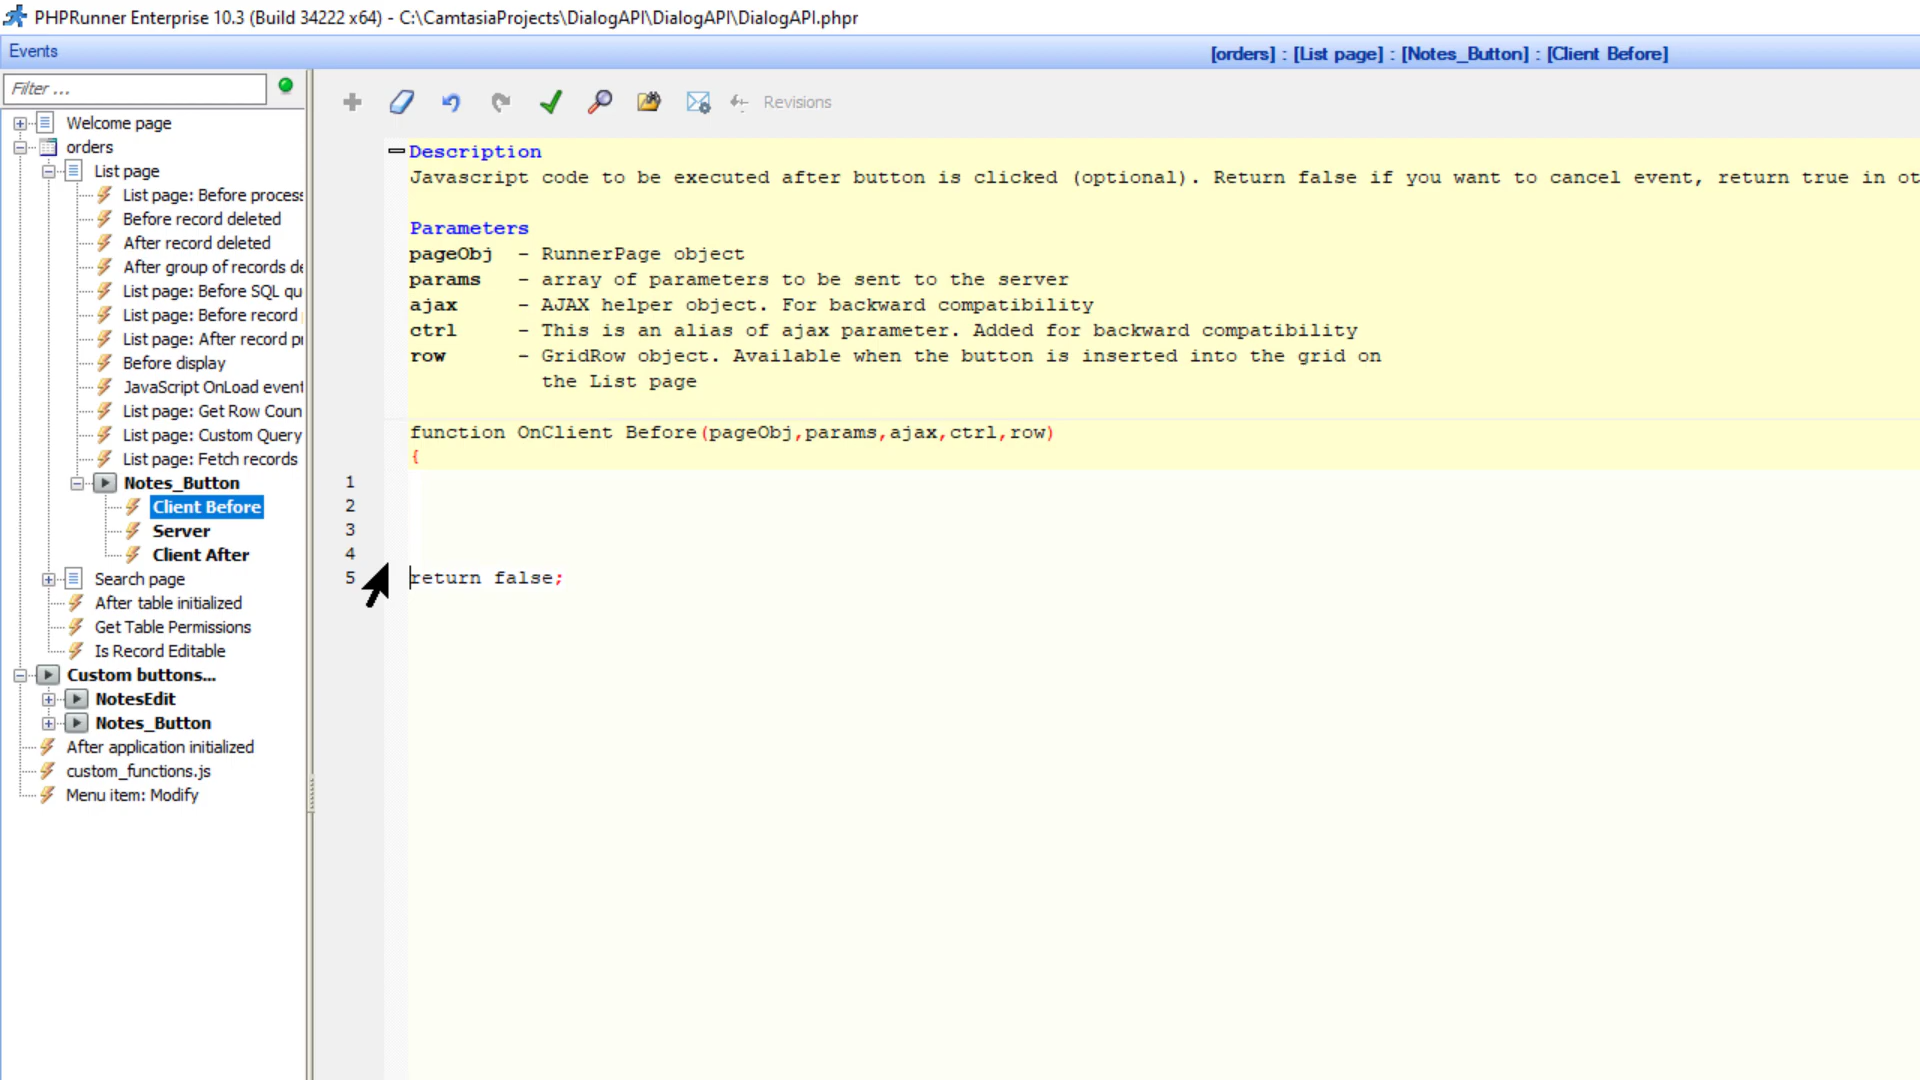 PHPRunner Enterprise 10.3 (Build 34222 x64) - C:\CamtasiaProjects\DialogAPI\DialogAPI\DialogAPI.phpr
Events
[orders] : [List page] : [Notes_Button] : [Client Before]
Filter ...
Revisions
Welcome page
orders
List page
List page: Before process
Before record deleted
After record deleted
After group of records de
List page: Before SQL qu
List page: Before record
List page: After record pr
Before display
JavaScript OnLoad event
List page: Get Row Coun
List page: Custom Query
List page: Fetch records
Notes_Button
Client Before
Server
Client After
Search page
After table initialized
Get Table Permissions
Is Record Editable
Custom buttons...
NotesEdit
Notes_Button
After application initialized
custom_functions.js
Menu item: Modify
Description
Javascript code to be executed after button is clicked (optional). Return false if you want to cancel event, return true in ot
Parameters
pageObj - RunnerPage object
params - array of parameters to be sent to the server
ajax - AJAX helper object. For backward compatibility
ctrl - This is an alias of ajax parameter. Added for backward compatibility
row - GridRow object. Available when the button is inserted into the grid on
the List page
function OnClient Before(pageObj,params,ajax,ctrl,row)
{
1
2
3
4
5 return false;